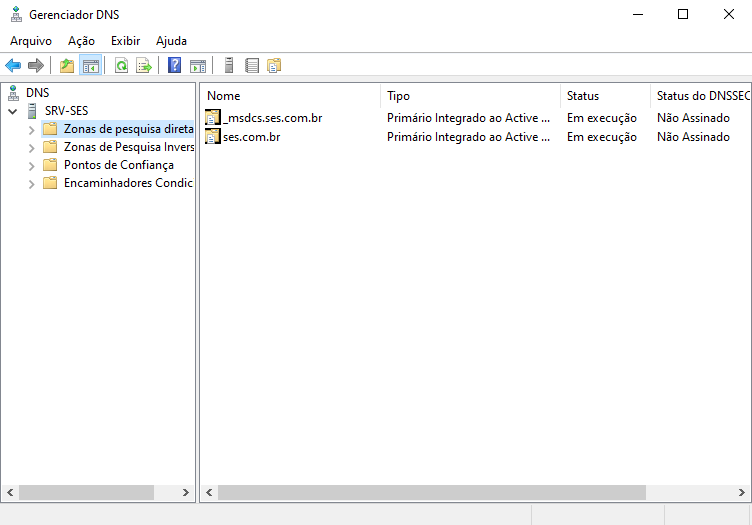 Gerenciador DNS
Arquivo Ação Exibir Ajuda
DNS
SRV-SES
Zonas de pesquisa direta
Zonas de Pesquisa Invers
Pontos de Confiança
Encaminhadores Condic
Nome Tipo Status Status do DNSSEC
_msdcs.ses.com.br Primário Integrado ao Active ... Em execução Não Assinado
ses.com.br Primário Integrado ao Active ... Em execução Não Assinado